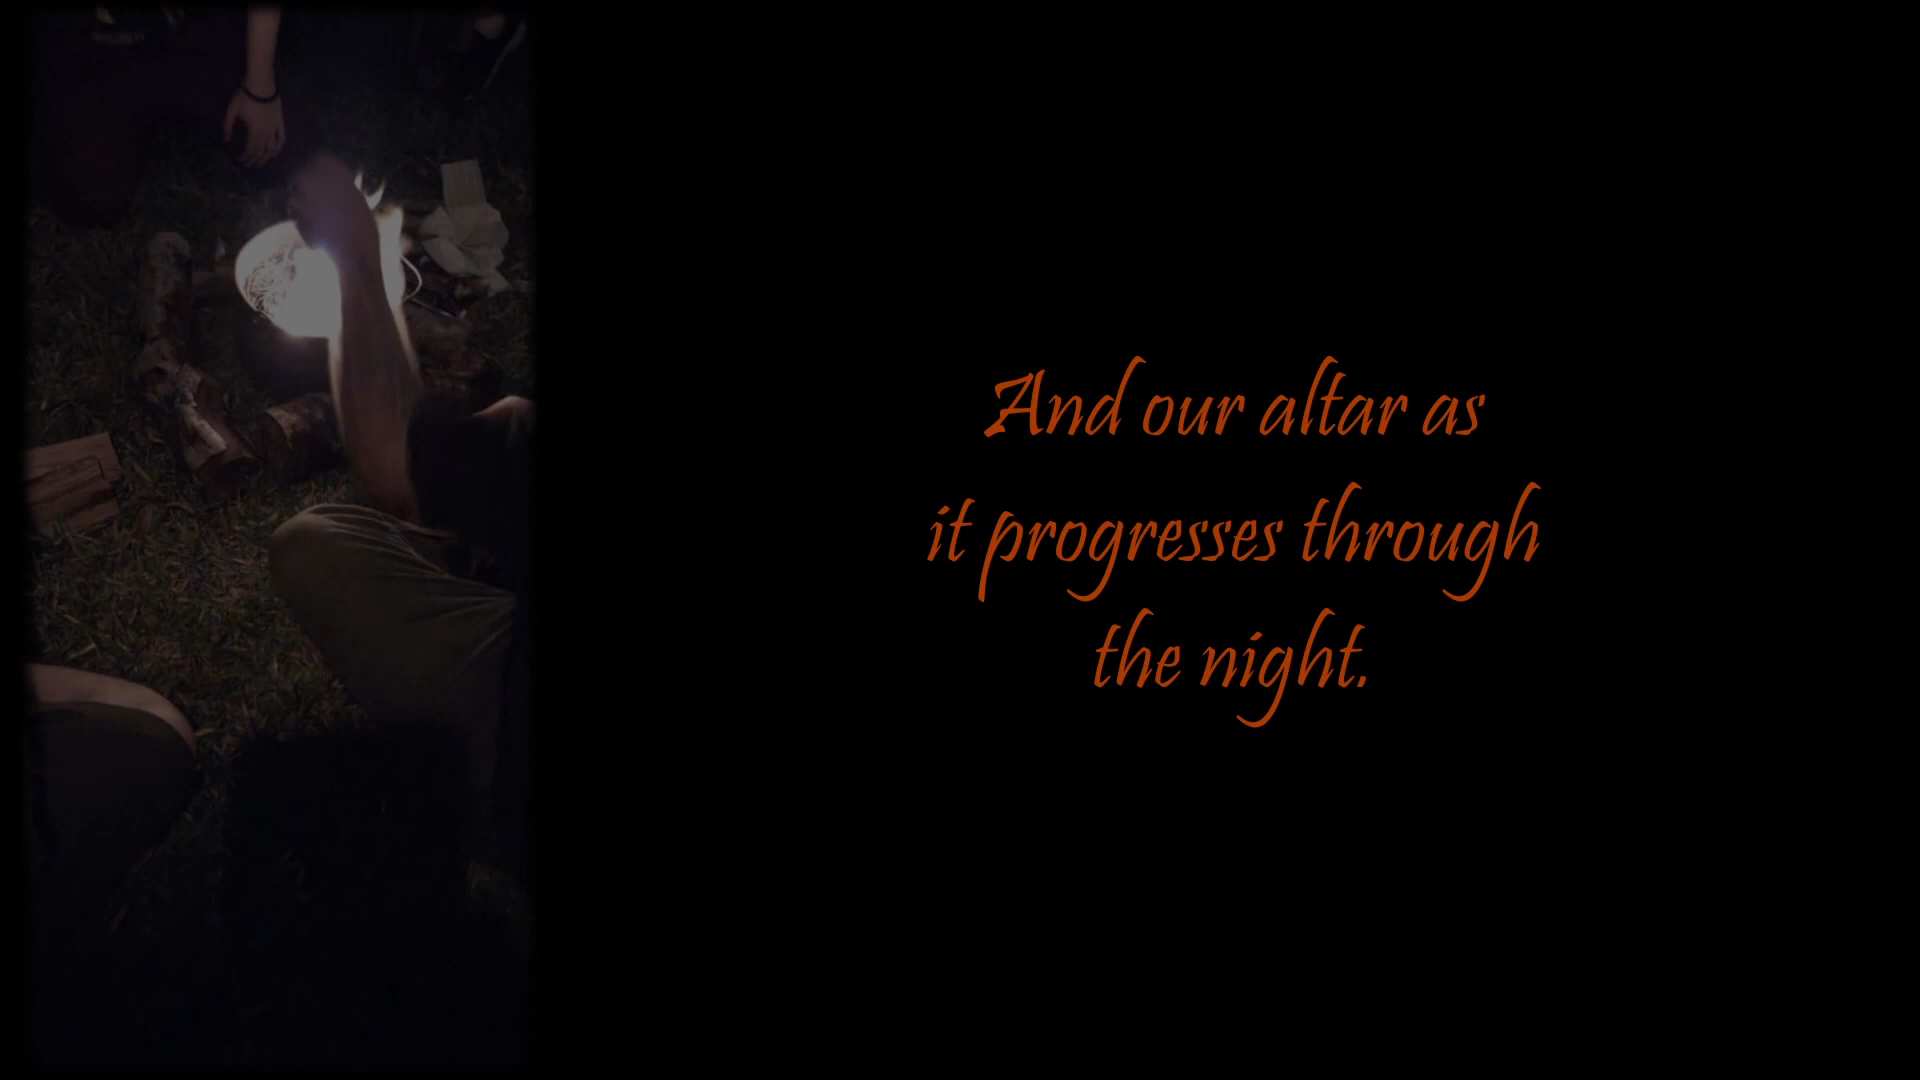 And our altar as
it progresses through
the night.